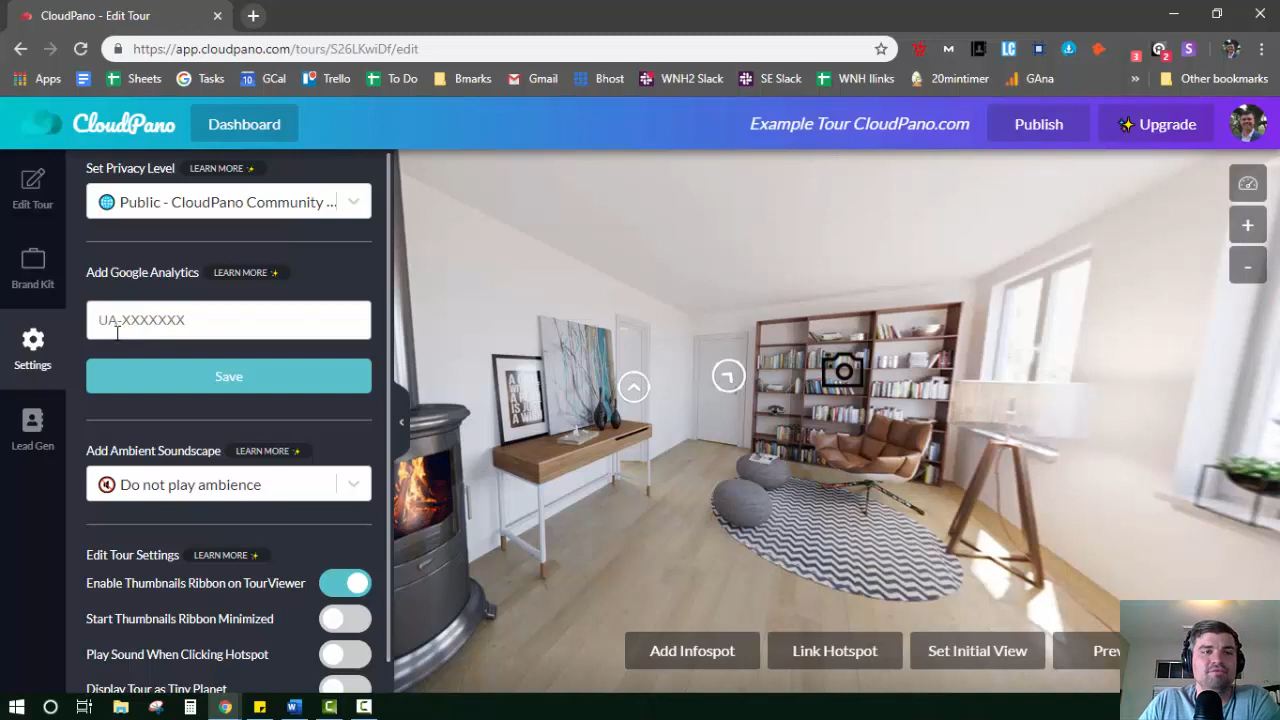 CloudPano - Edit Tour
https://app.cloudpano.com/tours/S26LKwiDf/edit
3
2
Apps
Sheets
Tasks
10
GCal
Trello
To Do
Bmarks
Gmail
Bhost
WNH2 Slack
SE Slack
WNH Ilinks
20mintimer
GAna
»
Other bookmarks
CloudPano
Dashboard
Example Tour CloudPano.com
Publish
Upgrade
Edit Tour
Brand Kit
Settings
Lead Gen
Set Privacy Level LEARN MORE
Public - CloudPano Community ...
Add Google Analytics LEARN MORE
UA-XXXXXXX
Save
Add Ambient Soundscape LEARN MORE
Do not play ambience
Edit Tour Settings LEARN MORE
Enable Thumbnails Ribbon on TourViewer
Start Thumbnails Ribbon Minimized
Play Sound When Clicking Hotspot
Display Tour as Tiny Planet
+
-
Add Infospot
Link Hotspot
Set Initial View
Prev